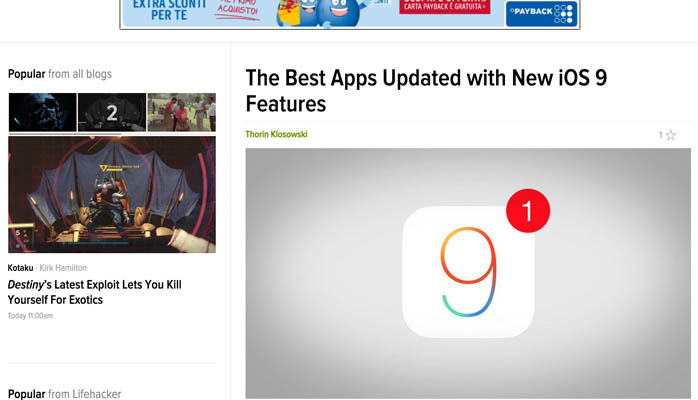 EXTRA SCONTI
PER TE
ACQUISTO!
CARTA PAYBACK È GRATUITA>
PAYBACK
Popular from all blogs
2
Kotaku - Kirk Hamilton
Destiny's Latest Exploit Lets You Kill
Yourself For Exotics
Today 11:00am
Popular from Lifehacker
The Best Apps Updated with New iOS 9
Features
Thorin Klosowski
1
9
1